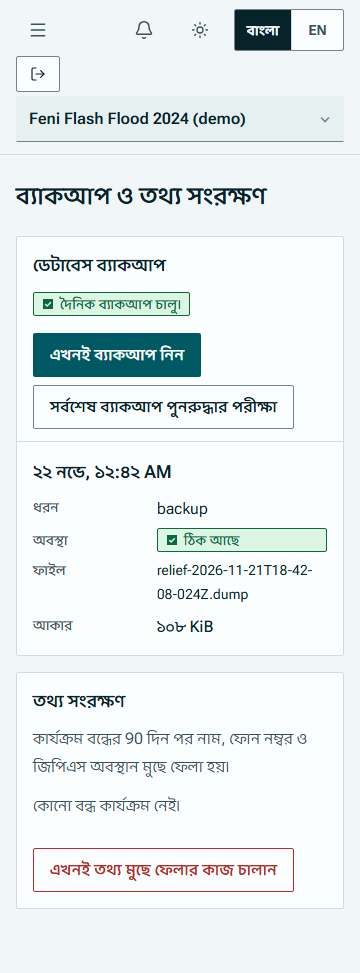 বাংলা
EN
Feni Flash Flood 2024 (demo)
ব্যাকআপ ও তথ্য সংরক্ষণ
ডেটাবেস ব্যাকআপ
দৈনিক ব্যাকআপ চালু।
এখনই ব্যাকআপ নিন
সর্বশেষ ব্যাকআপ পুনরুদ্ধার পরীক্ষা
২২ নভে, ১২:৪২ AM
ধরন backup
অবস্থা ঠিক আছে
ফাইল relief-2026-11-21T18-42-
08-024Z.dump
আকার ১০৮ KiB
তথ্য সংরক্ষণ
কার্যক্রম বন্ধের 90 দিন পর নাম, ফোন নম্বর ও
জিপিএস অবস্থান মুছে ফেলা হয়।
কোনো বন্ধ কার্যক্রম নেই।
এখনই তথ্য মুছে ফেলার কাজ চালান